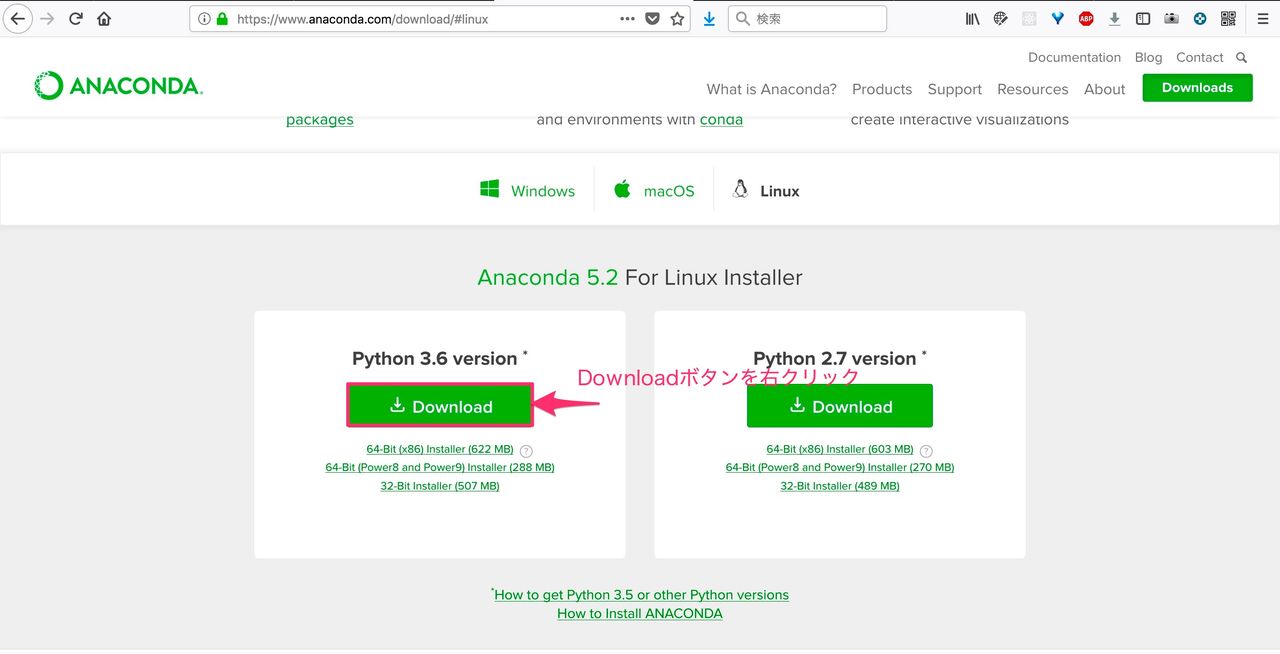 https://www.anaconda.com/download/#linux
検索
ABP
Documentation Blog Contact
ANACONDA.
What is Anaconda? Products Support Resources About Downloads
packages
and environments with conda
create interactive visualizations
Windows
macOS
Linux
Anaconda 5.2 For Linux Installer
Python 3.6 version *
Download
64-Bit (x86) Installer (622 MB) ?
64-Bit (Power8 and Power9) Installer (288 MB)
32-Bit Installer (507 MB)
Downloadボタンを右クリック
Python 2.7 version *
Download
64-Bit (x86) Installer (603 MB) ?
64-Bit (Power8 and Power9) Installer (270 MB)
32-Bit Installer (489 MB)
*How to get Python 3.5 or other Python versions
How to Install ANACONDA